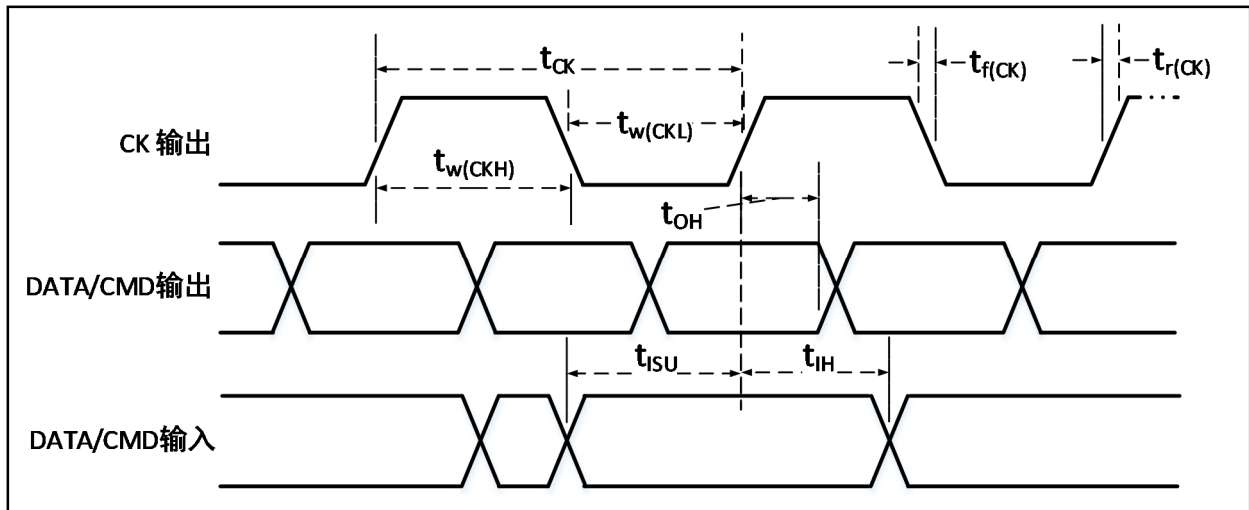 tCK
tf(CK)
tr(CK)
CK 输出
tw(CKL)
tw(CKH)
tOH
DATA/CMD输出
tISU
tIH
DATA/CMD输入